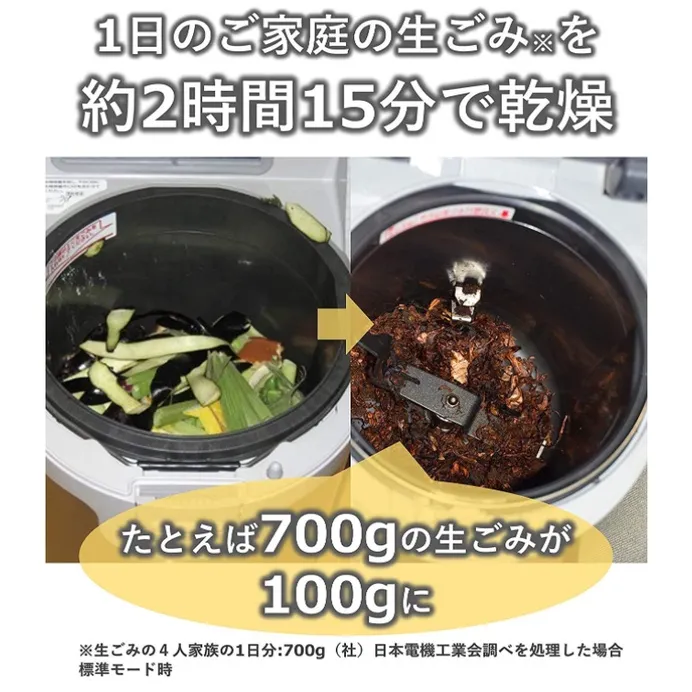 1日のご家庭の生ごみ※を
約2時間15分で乾燥
たとえば700gの生ごみが
100gに
※生ごみの４人家族の1日分:700g（社）日本電機工業会調べを処理した場合
標準モード時